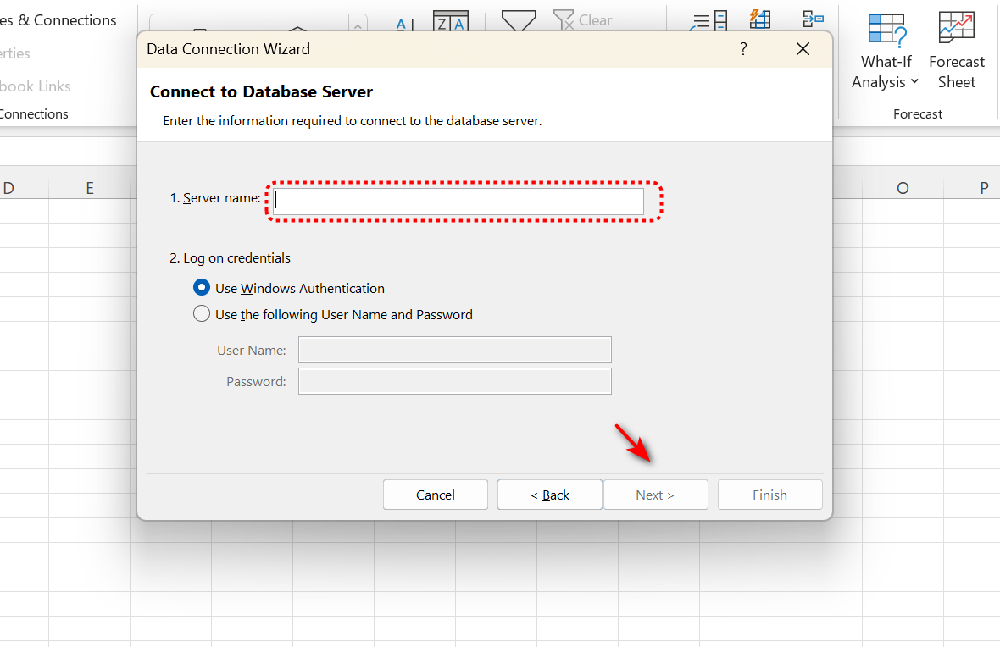 es & Connections
erties
book Links
Connections
A
Z A
Clear
What-If
Analysis
Forecast
Sheet
Forecast
Data Connection Wizard
?
Connect to Database Server
Enter the information required to connect to the database server.
D
E
O
P
1. Server name:
2. Log on credentials
Use Windows Authentication
Use the following User Name and Password
User Name:
Password:
Cancel
< Back
Next >
Finish